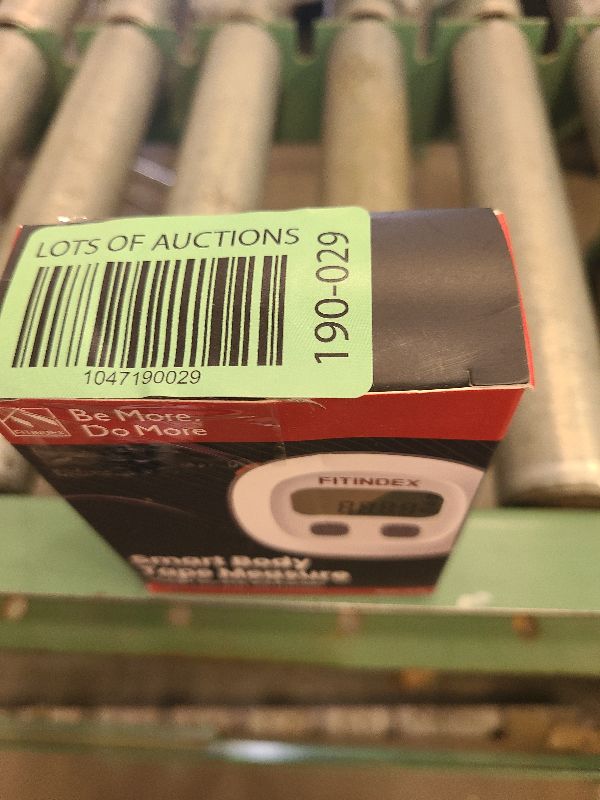 LOTS OF AUCTIONS
190-029
1047190029
Be More
Do More
FITINDEX
Smart Body
Tape Measure